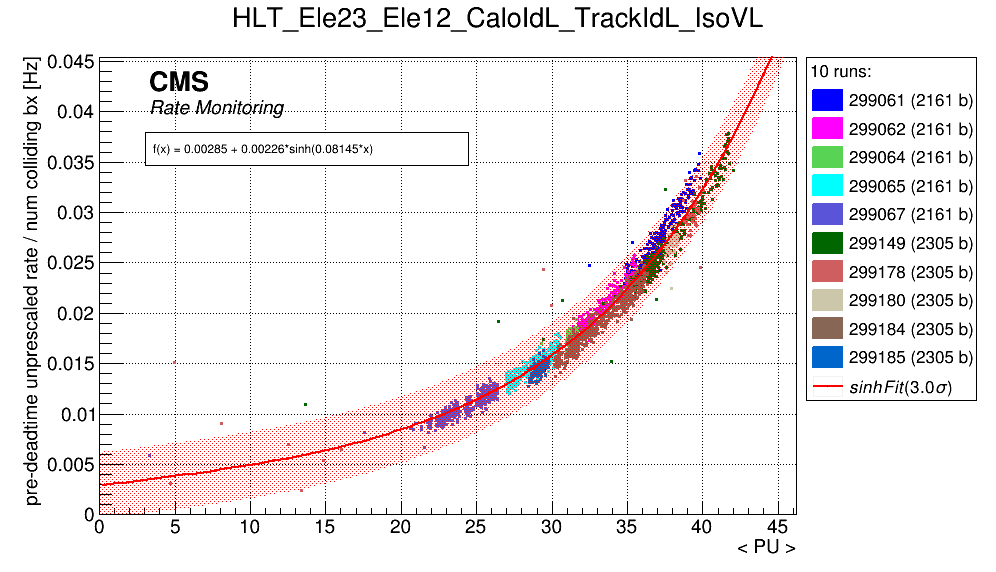 HLT_Ele23_Ele12_CaloIdL_TrackIdL_IsoVL
pre-deadtime unprescaled rate / num colliding bx [Hz]
0.045
0.04
0.035
0.03
0.025
0.02
0.015
0.01
0.005
0
CMS
Rate Monitoring
f(x) = 0.00285 + 0.00226*sinh(0.08145*x)
0 5 10 15 20 25 30 35 40 45
< PU >
10 runs:
299061 (2161 b)
299062 (2161 b)
299064 (2161 b)
299065 (2161 b)
299067 (2161 b)
299149 (2305 b)
299178 (2305 b)
299180 (2305 b)
299184 (2305 b)
299185 (2305 b)
sinhFit(3.0σ)